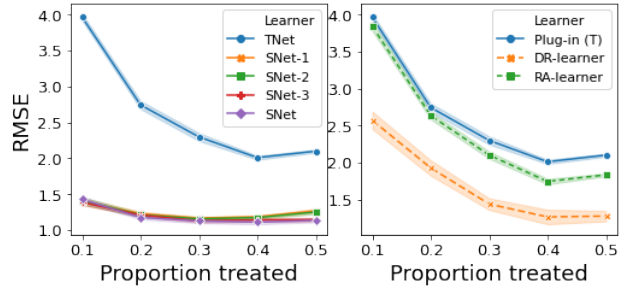 RMSE
4.0
3.5
3.0
2.5
2.0
1.5
1.0
Learner
TNet
SNet-1
SNet-2
SNet-3
SNet
0.1 0.2 0.3 0.4 0.5
Proportion treated
4.0
3.5
3.0
2.5
2.0
1.5
Learner
Plug-in (T)
DR-learner
RA-learner
0.1 0.2 0.3 0.4 0.5
Proportion treated